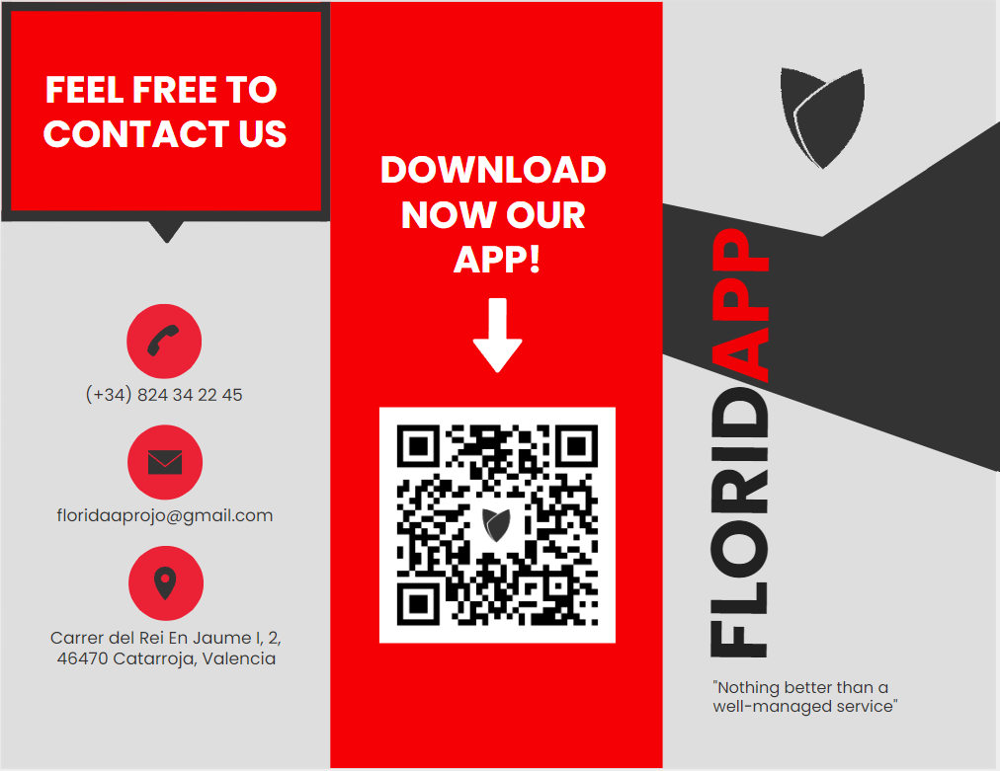 FEEL FREE TO
CONTACT US
(+34) 824 34 22 45
floridaaprojo@gmail.com
Carrer del Rei En Jaume I, 2,
46470 Catarroja, Valencia
DOWNLOAD
NOW OUR
APP!
FLORIDAPP
"Nothing better than a
well-managed service"